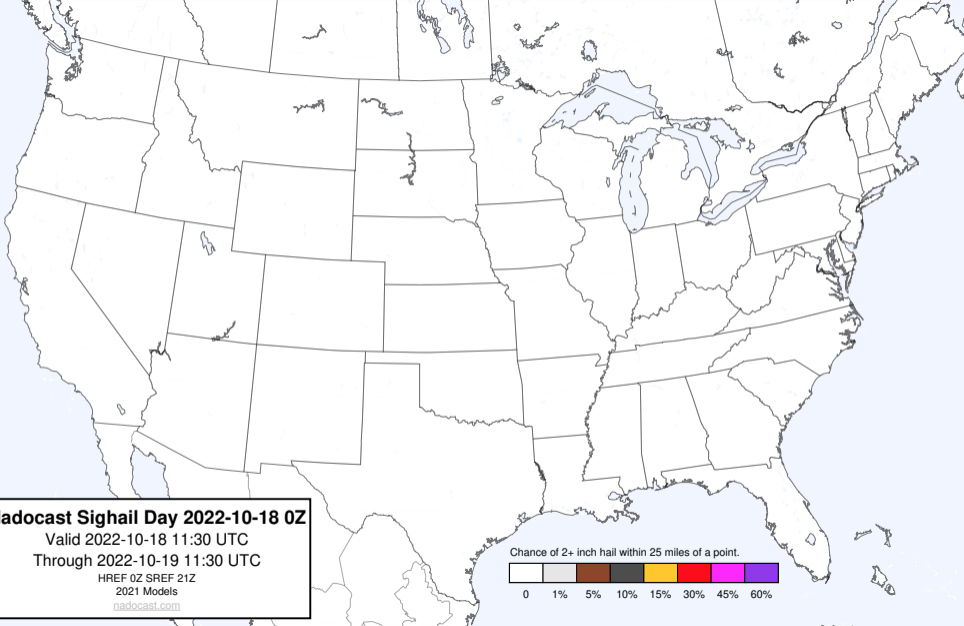 adocast Sighail Day 2022-10-18 0Z
Valid 2022-10-18 11:30 UTC
Through 2022-10-19 11:30 UTC
HREF 0Z SREF 21Z
2021 Models
nadocast.com
Chance of 2+ inch hail within 25 miles of a point.
0 1% 5% 10% 15% 30% 45% 60%